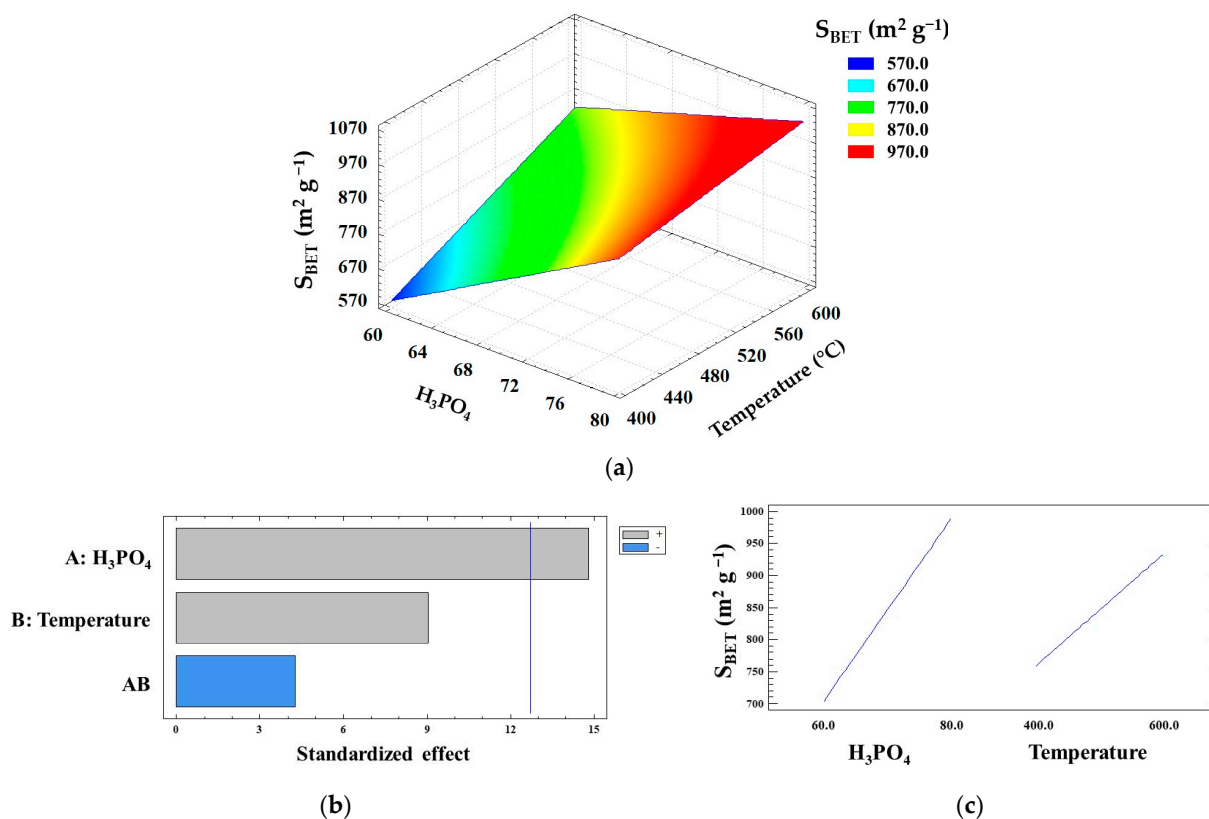 S_BET (m² g⁻¹)
570.0
670.0
770.0
870.0
970.0
S_BET (m² g⁻¹)
1070
970
870
770
670
570
60
64
68
72
76
80
H₃PO₄
400
440
480
520
560
600
Temperature (°C)
(a)
A: H₃PO₄
B: Temperature
AB
+
-
0 3 6 9 12 15
Standardized effect
(b)
S_BET (m² g⁻¹)
1000
950
900
850
800
750
700
60.0 80.0 400.0 600.0
H₃PO₄ Temperature
(c)